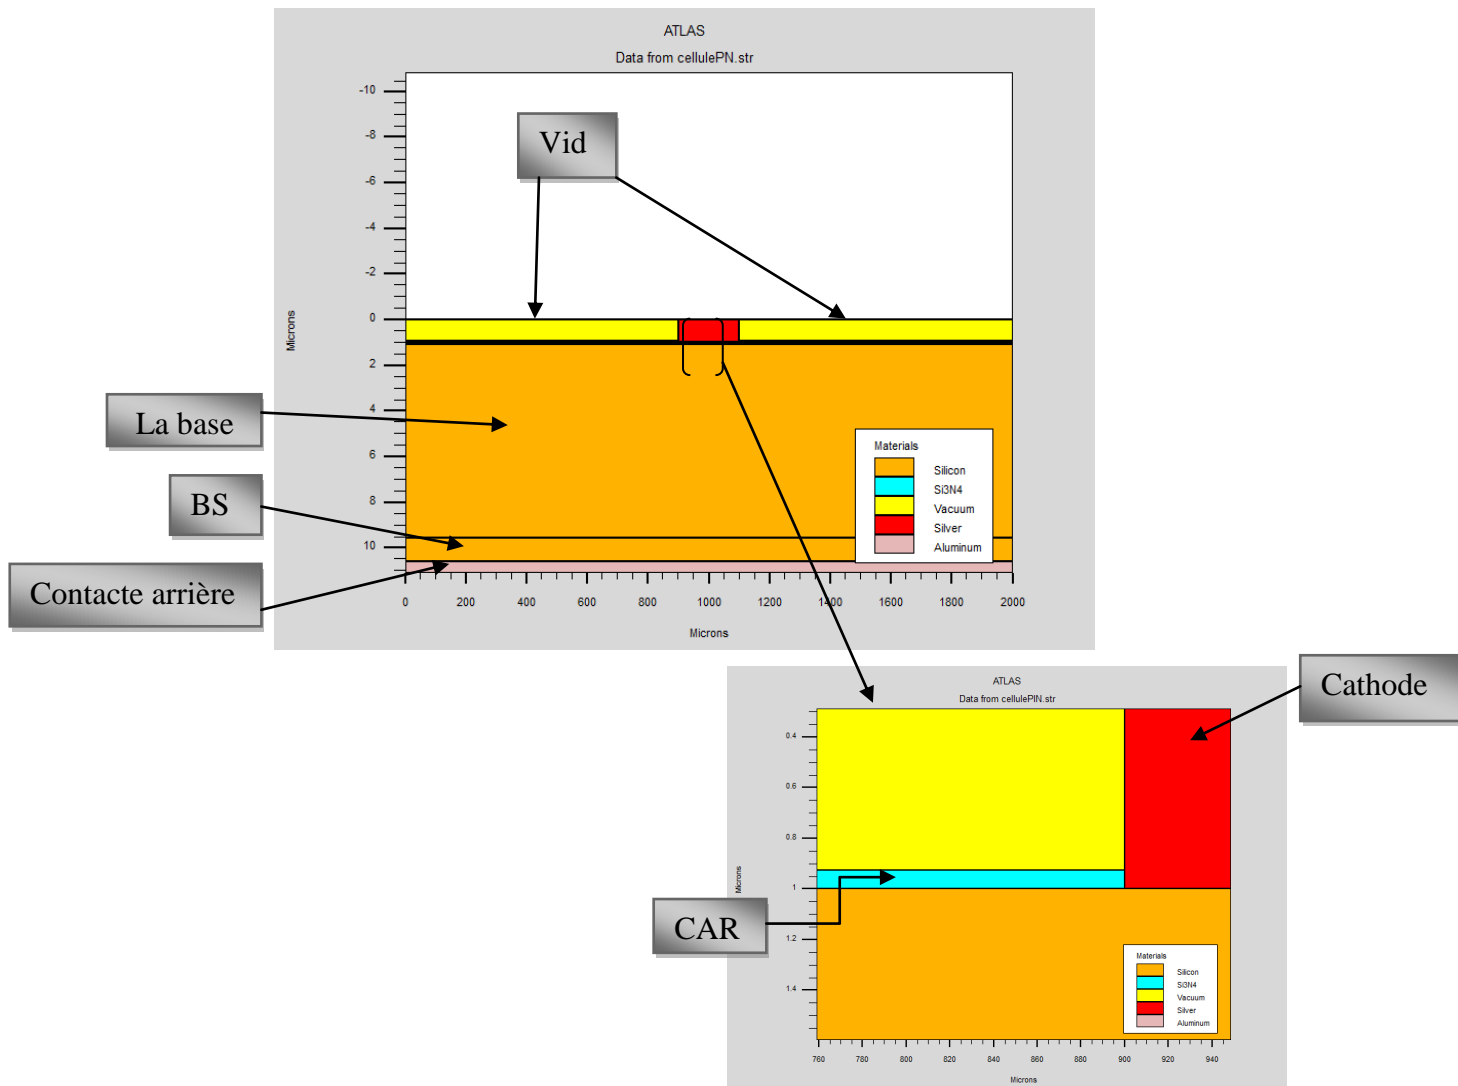 ATLAS
Data from cellulePN.str
-10
-8
-6
-4
-2
0
2
4
6
8
10
Microns
0 200 400 600 800 1000 1200 1400 1600 1800 2000
Microns
Materials
Silicon
Si3N4
Vacuum
Silver
Aluminum
Vid
La base
BS
Contacte arrière
ATLAS
Data from cellulePIN.str
0.4
0.6
0.8
1
1.2
1.4
Microns
760 780 800 820 840 860 880 900 920 940
Microns
Materials
Silicon
Si3N4
Vacuum
Silver
Aluminum
Cathode
CAR